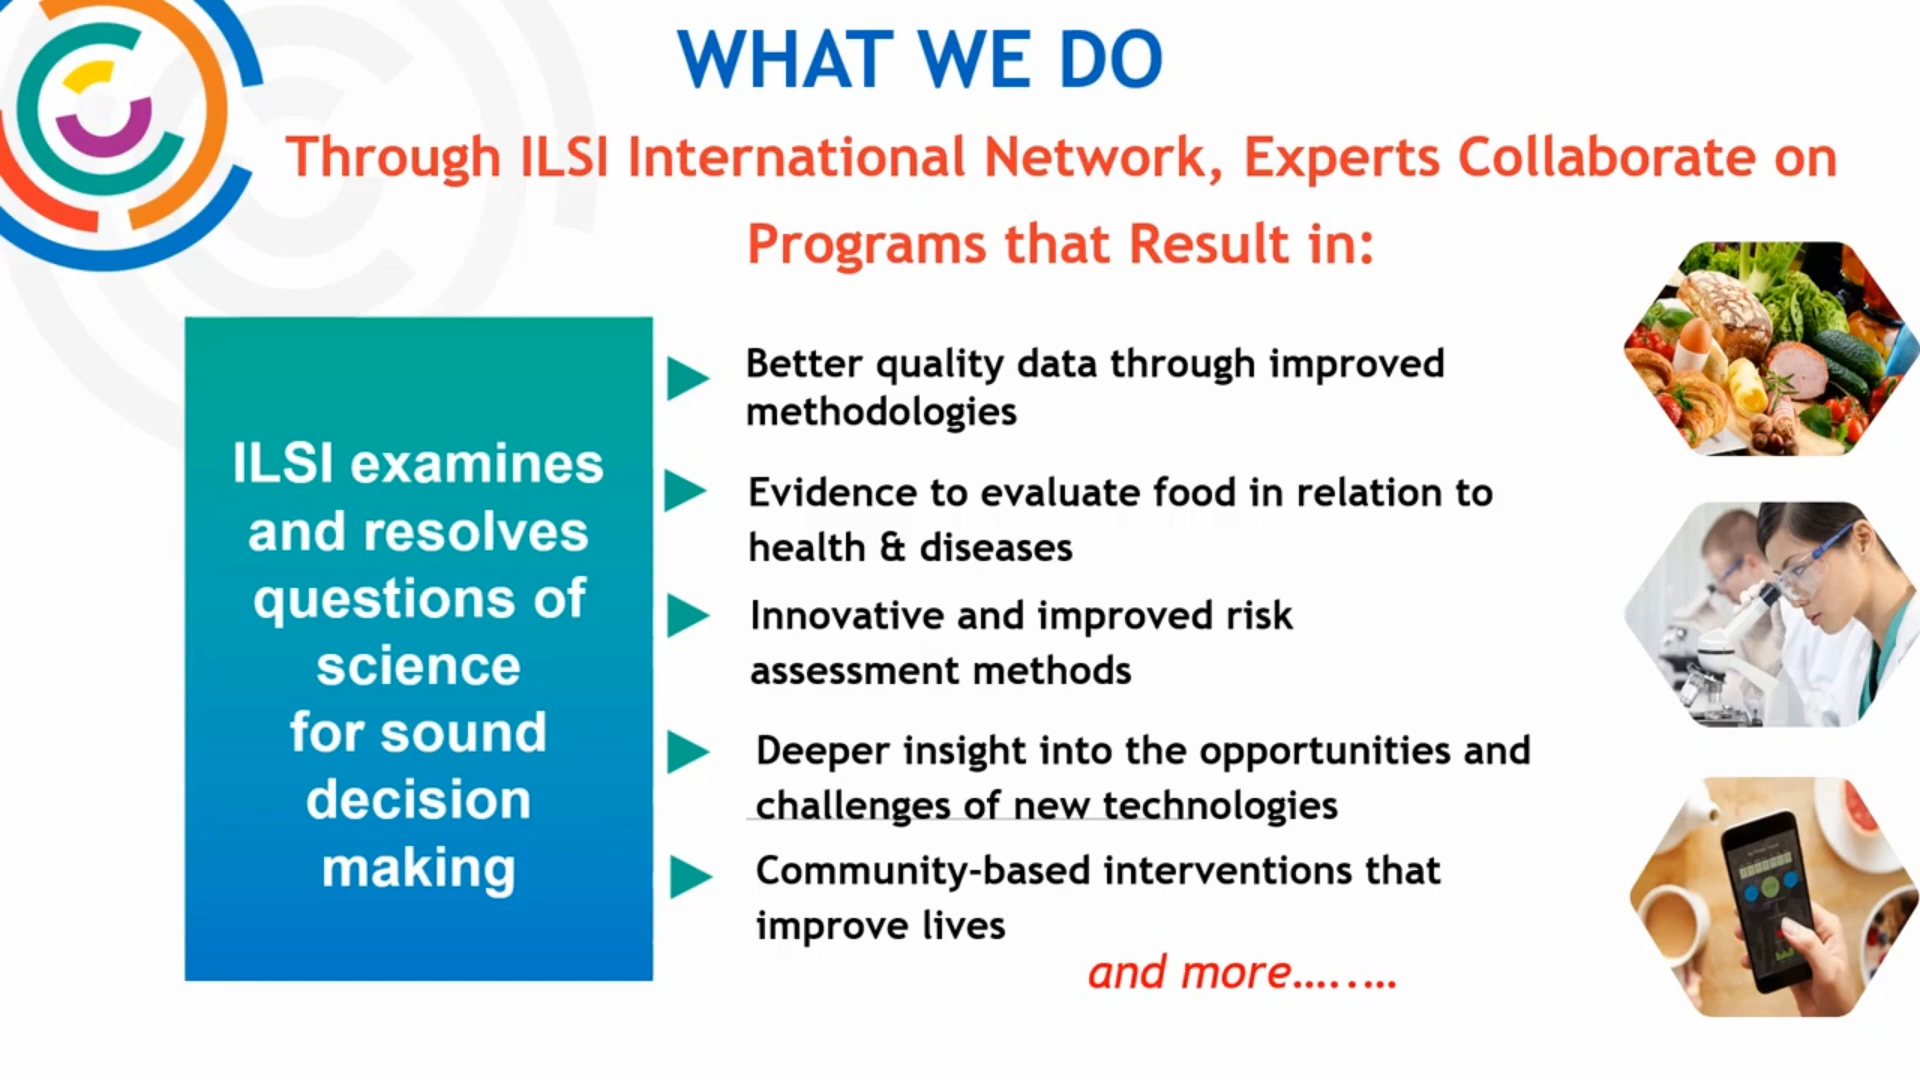 WHAT WE DO
Through ILSI International Network, Experts Collaborate on
Programs that Result in:
ILSI examines
and resolves
questions of
science
for sound
decision
making
Better quality data through improved
methodologies
Evidence to evaluate food in relation to
health & diseases
Innovative and improved risk
assessment methods
Deeper insight into the opportunities and
challenges of new technologies
Community-based interventions that
improve lives
and more…..…